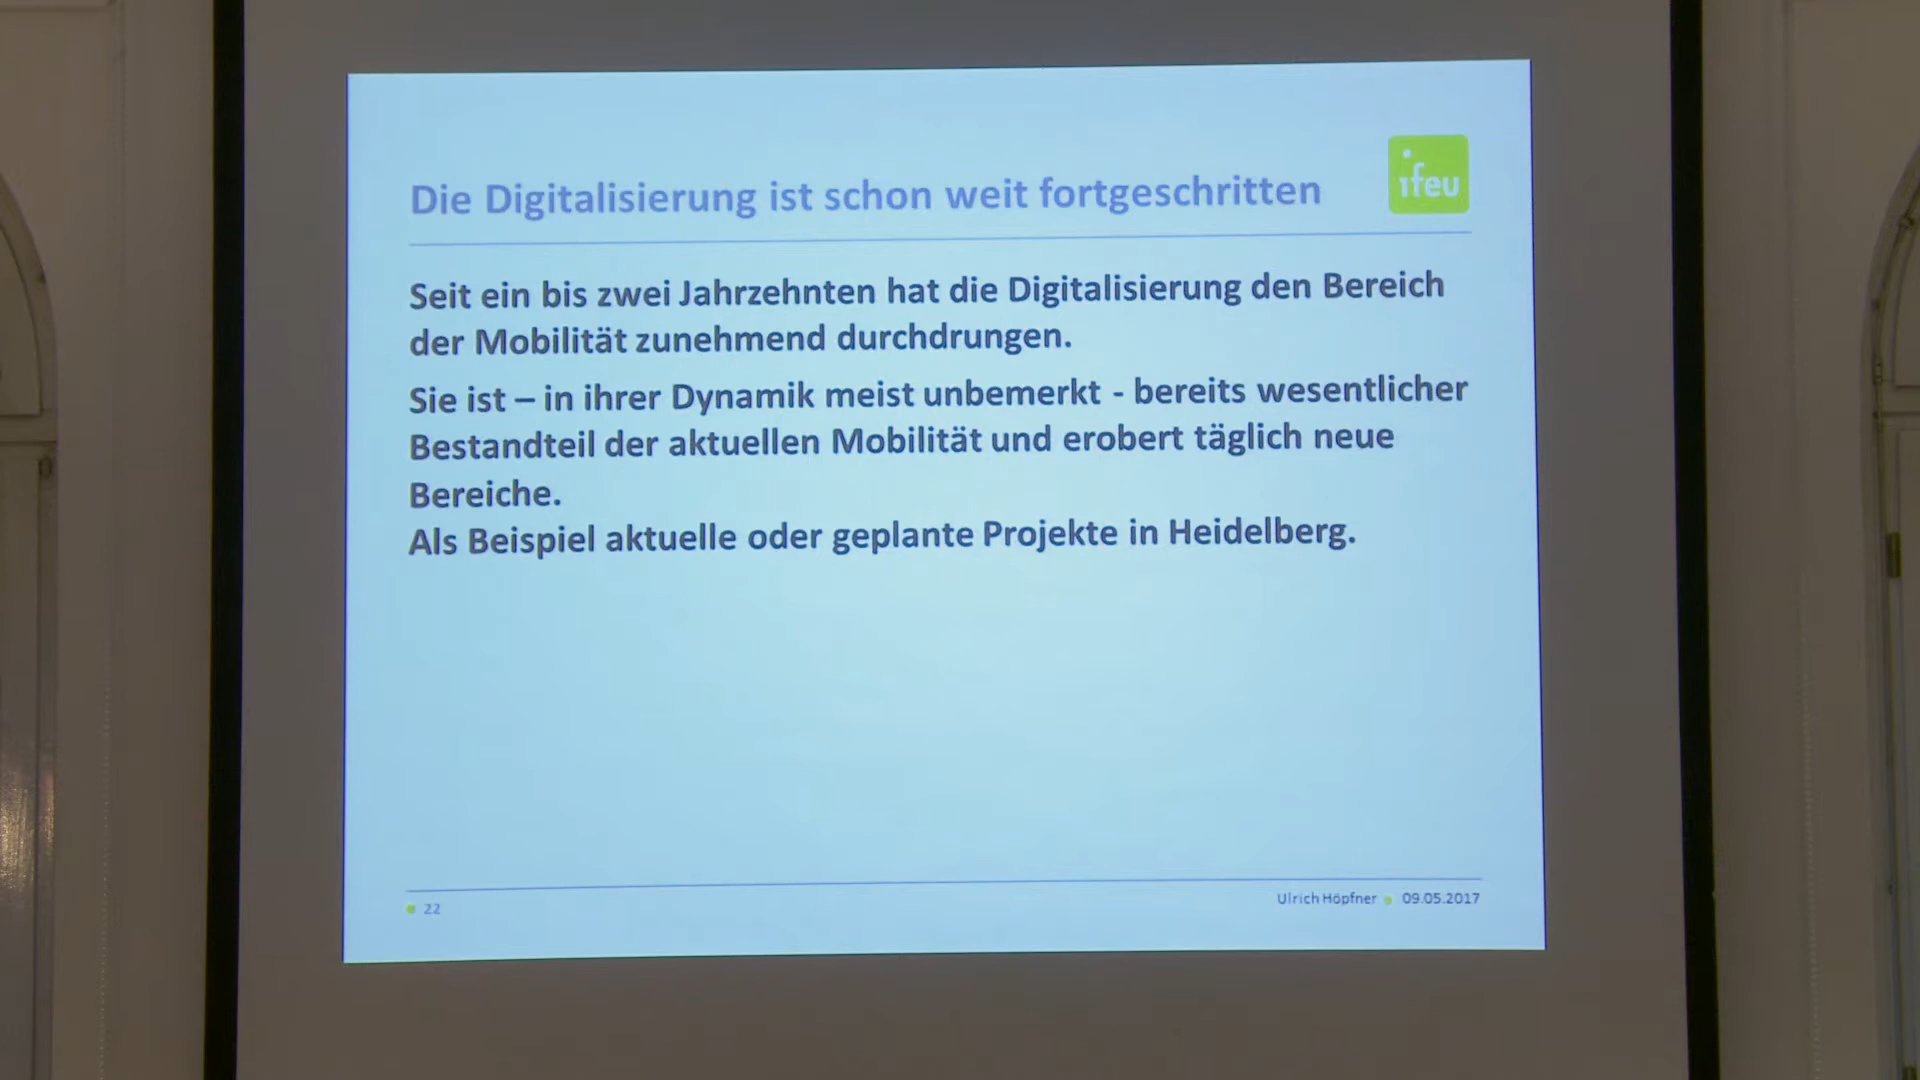 Die Digitalisierung ist schon weit fortgeschritten
ifeu
Seit ein bis zwei Jahrzehnten hat die Digitalisierung den Bereich
der Mobilität zunehmend durchdrungen.
Sie ist – in ihrer Dynamik meist unbemerkt - bereits wesentlicher
Bestandteil der aktuellen Mobilität und erobert täglich neue
Bereiche.
Als Beispiel aktuelle oder geplante Projekte in Heidelberg.
22
Ulrich Höpfner 09.05.2017